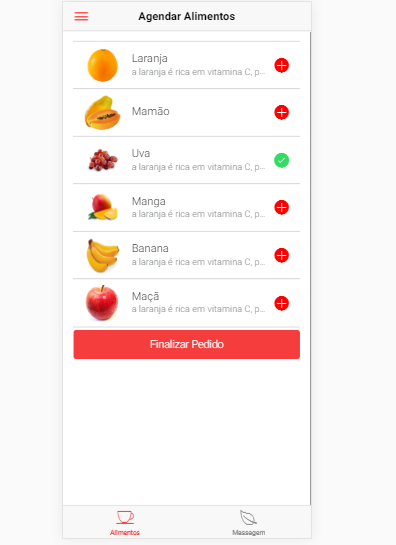 Agendar Alimentos
Laranja
a laranja é rica em vitamina C, p...
Mamão
Uva
a laranja é rica em vitamina C, p...
Manga
a laranja é rica em vitamina C, p...
Banana
a laranja é rica em vitamina C, p...
Maçã
a laranja é rica em vitamina C, p...
Finalizar Pedido
Alimentos
Massagem